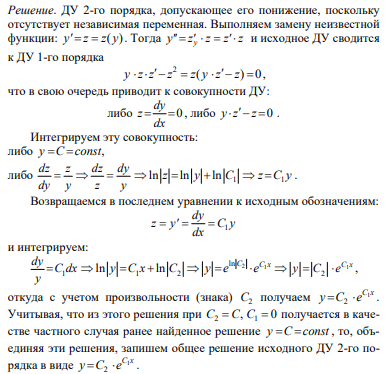 Решение. ДУ 2-го порядка, допускающее его понижение, поскольку
отсутствует независимая переменная. Выполняем замену неизвестной
функции: y′ = z = z(y). Тогда y″ = z′_y · z = z′ · z и исходное ДУ сводится
к ДУ 1-го порядка
y · z · z′ − z² = z(y · z′ − z) = 0,
что в свою очередь приводит к совокупности ДУ:
либо z = dy/dx = 0, либо y · z′ − z = 0 .
Интегрируем эту совокупность:
либо y = C = const,
либо dz/dy = z/y ⇒ dz/z = dy/y ⇒ ln|z| = ln|y| + ln|C₁| ⇒ z = C₁y .
Возвращаемся в последнем уравнении к исходным обозначениям:
z = y′ = dy/dx = C₁y
и интегрируем:
dy/y = C₁dx ⇒ ln|y| = C₁x + ln|C₂| ⇒ |y| = e^{ln|C₂|} · e^{C₁x} ⇒ |y| = |C₂| · e^{C₁x} ,
откуда с учетом произвольности (знака) C₂ получаем y = C₂ · e^{C₁x} .
Учитывая, что из этого решения при C₂ = C, C₁ = 0 получается в каче-
стве частного случая ранее найденное решение y = C = const , то, объ-
единяя эти решения, запишем общее решение исходного ДУ 2-го по-
рядка в виде y = C₂ · e^{C₁x} .